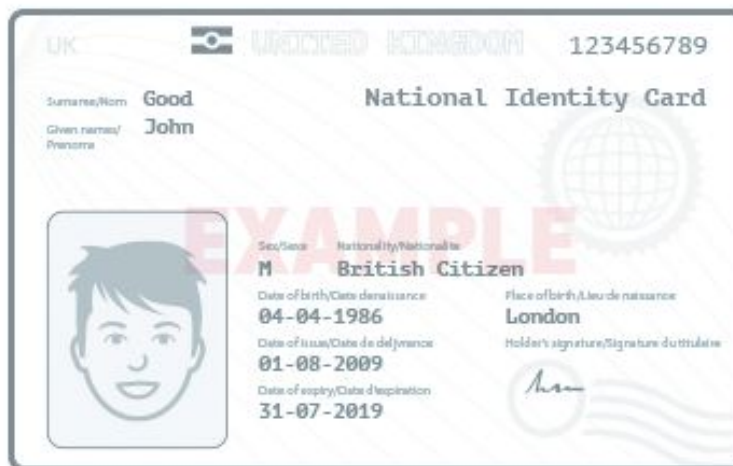 UK UNITED KINGDOM 123456789
National Identity Card
Surname/Nom Good
Given names/ John
Prenoms
EXAMPLE
Sex/Sexe Nationality/Nationalite
M British Citizen
Date of birth/Date de naissance Place of birth/Lieu de naissance
04-04-1986 London
Date of issue/Date de delivrance Holder's signature/Signature du titulaire
01-08-2009
Date of expiry/Date d'expiration
31-07-2019